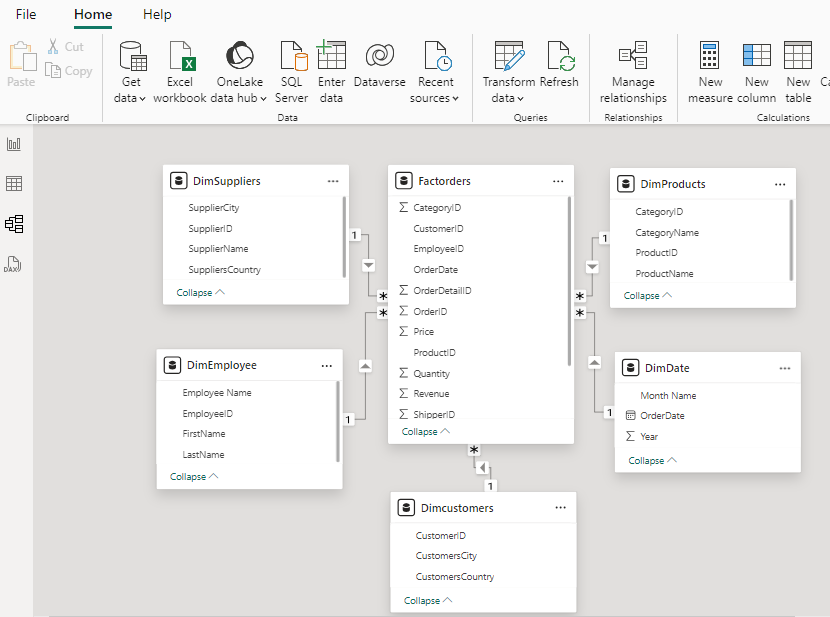 File Home Help
Paste
Cut
Copy
Clipboard
Get data
Excel workbook
OneLake data hub
SQL Server
Enter data
Dataverse
Recent sources
Data
Transform data
Refresh
Queries
Manage relationships
Relationships
New measure
New column
New table
Ca
Calculations
DAX
DimSuppliers
SupplierCity
SupplierID
SupplierName
SuppliersCountry
Collapse
1
*
Factorders
CategoryID
CustomerID
EmployeeID
OrderDate
OrderDetailID
OrderID
Price
ProductID
Quantity
Revenue
ShipperID
Collapse
DimProducts
CategoryID
CategoryName
ProductID
ProductName
Collapse
1
*
DimEmployee
Employee Name
EmployeeID
FirstName
LastName
Collapse
1
*
DimDate
Month Name
OrderDate
Year
Collapse
1
*
*
1
Dimcustomers
CustomerID
CustomersCity
CustomersCountry
Collapse